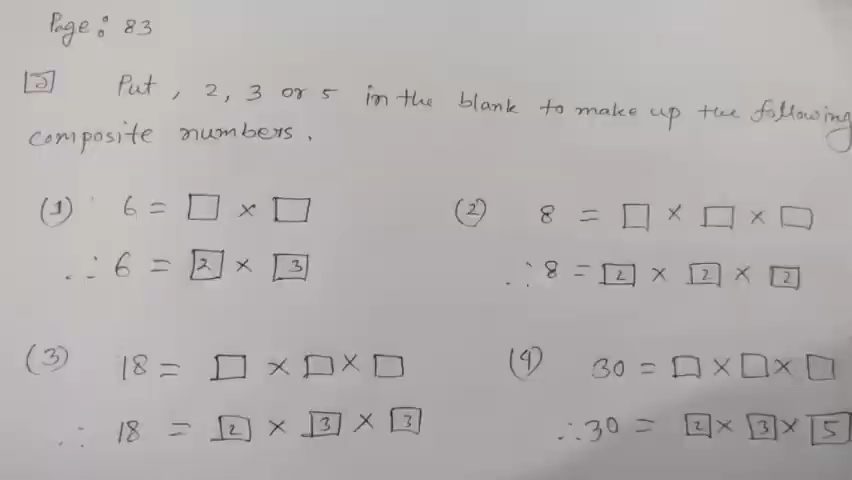 Page: 83
2 Put, 2, 3 or 5 in the blank to make up the following
composite numbers.
(1) 6 = □ × □
(2) 8 = □ × □ × □
∴ 6 = 2 × 3
∴ 8 = 2 × 2 × 2
(3) 18 = □ × □ × □
(4) 30 = □ × □ × □
∴ 18 = 2 × 3 × 3
∴ 30 = 2 × 3 × 5